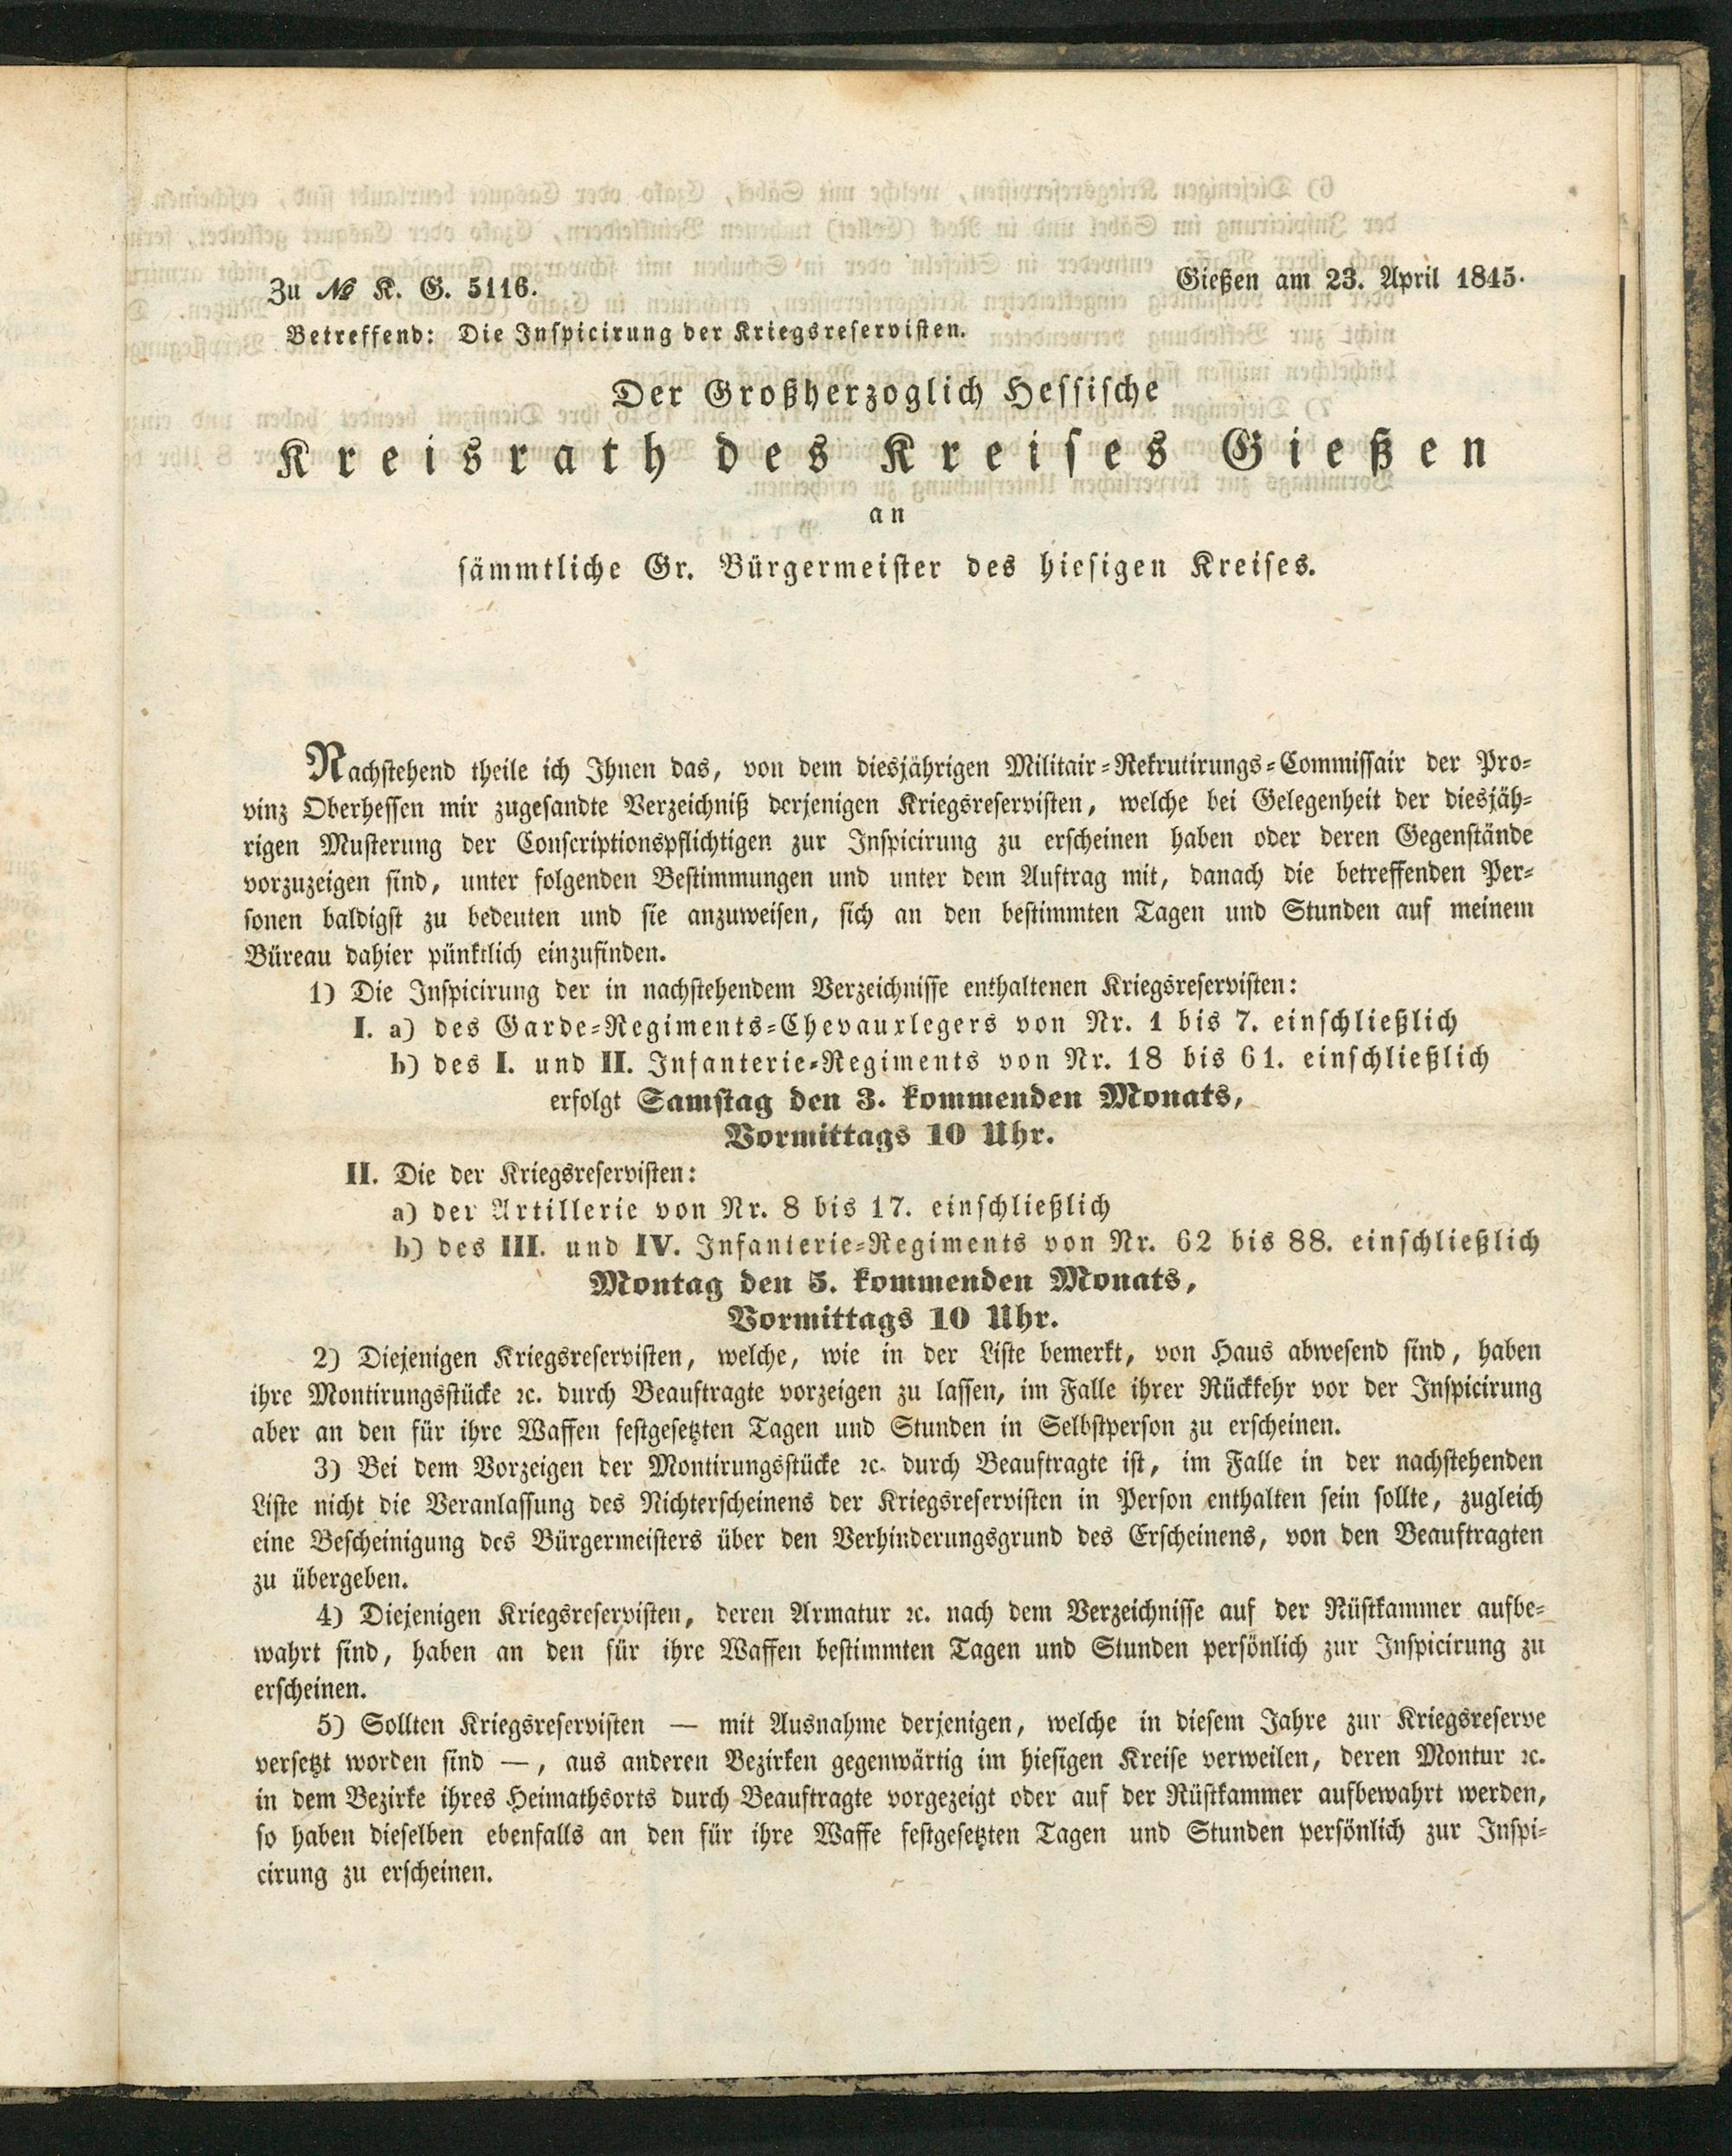 Zu № K. G. 5116.
Gießen am 23. April 1845.
Betreffend: Die Inspicirung der Kriegsreservisten.
Der Großherzoglich Hessische
Kreisrath des Kreises Gießen
an
sämmtliche Gr. Bürgermeister des hiesigen Kreises.
Nachstehend theile ich Ihnen das, von dem diesjährigen Militair-Rekrutirungs-Commissair der Pro-
vinz Oberhessen mir zugesandte Verzeichniß derjenigen Kriegsreservisten, welche bei Gelegenheit der diesjäh-
rigen Musterung der Conscriptionspflichtigen zur Inspicirung zu erscheinen haben oder deren Gegenstände
vorzuzeigen sind, unter folgenden Bestimmungen und unter dem Auftrag mit, danach die betreffenden Per-
sonen baldigst zu bedeuten und sie anzuweisen, sich an den bestimmten Tagen und Stunden auf meinem
Büreau dahier pünktlich einzufinden.
1) Die Inspicirung der in nachstehendem Verzeichnisse enthaltenen Kriegsreservisten:
I. a) des Garde-Regiments-Chevauxlegers von Nr. 1 bis 7. einschließlich
b) des I. und II. Infanterie-Regiments von Nr. 18 bis 61. einschließlich
erfolgt Samstag den 3. kommenden Monats,
Vormittags 10 Uhr.
II. Die der Kriegsreservisten:
a) der Artillerie von Nr. 8 bis 17. einschließlich
b) des III. und IV. Infanterie-Regiments von Nr. 62 bis 88. einschließlich
Montag den 5. kommenden Monats,
Vormittags 10 Uhr.
2) Diejenigen Kriegsreservisten, welche, wie in der Liste bemerkt, von Haus abwesend sind, haben
ihre Montirungsstücke ꝛc. durch Beauftragte vorzeigen zu lassen, im Falle ihrer Rückkehr vor der Inspicirung
aber an den für ihre Waffen festgesetzten Tagen und Stunden in Selbstperson zu erscheinen.
3) Bei dem Vorzeigen der Montirungsstücke ꝛc. durch Beauftragte ist, im Falle in der nachstehenden
Liste nicht die Veranlassung des Nichterscheinens der Kriegsreservisten in Person enthalten sein sollte, zugleich
eine Bescheinigung des Bürgermeisters über den Verhinderungsgrund des Erscheinens, von den Beauftragten
zu übergeben.
4) Diejenigen Kriegsreservisten, deren Armatur ꝛc. nach dem Verzeichnisse auf der Rüstkammer aufbe-
wahrt sind, haben an den für ihre Waffen bestimmten Tagen und Stunden persönlich zur Inspicirung zu
erscheinen.
5) Sollten Kriegsreservisten — mit Ausnahme derjenigen, welche in diesem Jahre zur Kriegsreserve
versetzt worden sind —, aus anderen Bezirken gegenwärtig im hiesigen Kreise verweilen, deren Montur ꝛc.
in dem Bezirke ihres Heimathsorts durch Beauftragte vorgezeigt oder auf der Rüstkammer aufbewahrt werden,
so haben dieselben ebenfalls an den für ihre Waffe festgesetzten Tagen und Stunden persönlich zur Inspi-
cirung zu erscheinen.